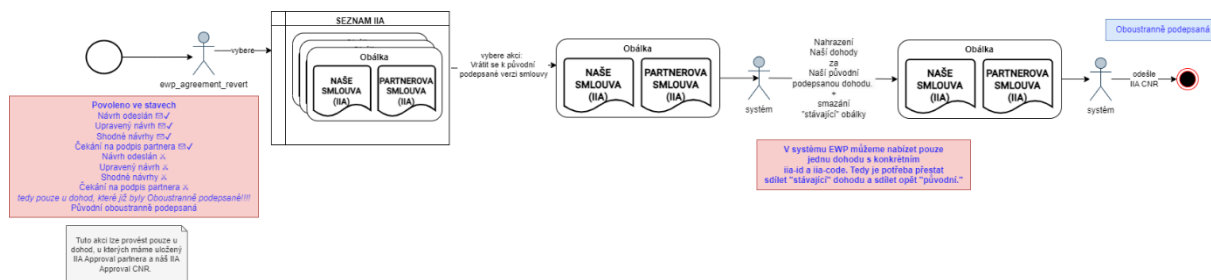 ewp_agreement_revert
vybere
SEZNAM IIA
Obálka
NAŠE
SMLOUVA
(IIA)
PARTNEROVA
SMLOUVA
(IIA)
vybere akci:
Vrátit se k původní
podepsané verzi smlouvy
Obálka
NAŠE
SMLOUVA
(IIA)
PARTNEROVA
SMLOUVA
(IIA)
systém
Nahrazení
Naší dohody
za
Naší původní
podepsanou dohodu.
+
smazání
"stávající" obálky
Obálka
NAŠE
SMLOUVA
(IIA)
PARTNEROVA
SMLOUVA
(IIA)
systém
odešle
IIA CNR
Oboustranně podepsaná
Povoleno ve stavech
Návrh odeslán ✉✓
Upravený návrh ✉✓
Shodné návrhy ✉✓
Čekání na podpis partnera ✉✓
Návrh odeslán ⚔
Upravený návrh ⚔
Shodné návrhy ⚔
Čekání na podpis partnera ⚔
tedy pouze u dohod, které již byly Oboustranně podepsané!!!!
Původní oboustranně podepsaná
V systému EWP můžeme nabízet pouze
jednu dohodu s konkrétním
iia-id a iia-code. Tedy je potřeba přestat
sdílet "stávající" dohodu a sdílet opět "původní."
Tuto akci lze provést pouze u
dohod, u kterých máme uložený
IIA Approval partnera a náš IIA
Approval CNR.